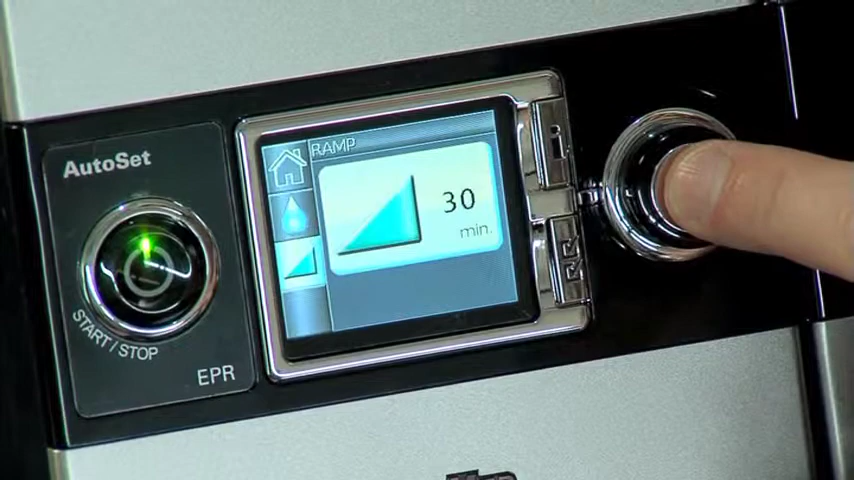 AutoSet
START/STOP
EPR
RAMP
30
min.
i